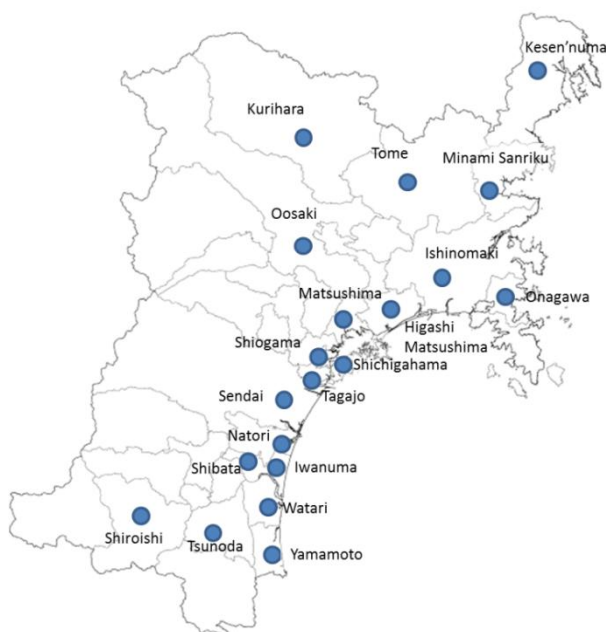 Kesen'numa
Kurihara
Tome
Minami Sanriku
Oosaki
Ishinomaki
Matsushima
Onagawa
Higashi
Matsushima
Shiogama
Shichigahama
Sendai
Tagajo
Natori
Shibata
Iwanuma
Watari
Shiroishi
Tsunoda
Yamamoto